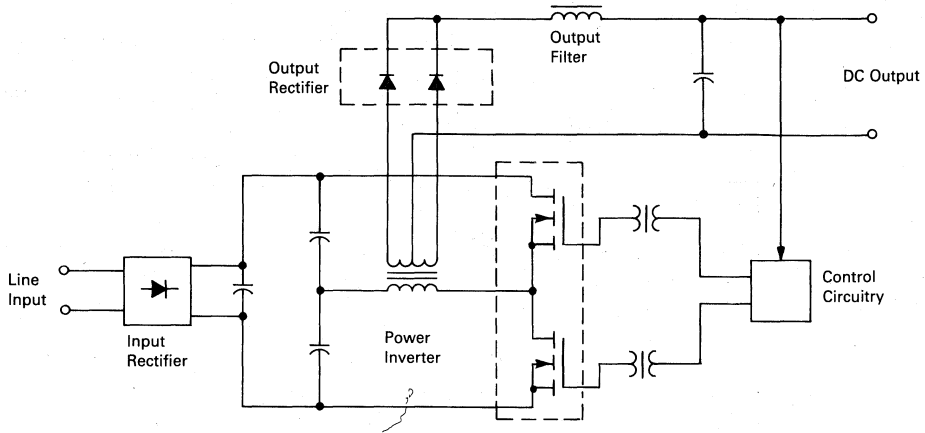 Output
Filter
Output
Rectifier
DC Output
Line
Input
Input
Rectifier
Power
Inverter
Control
Circuitry